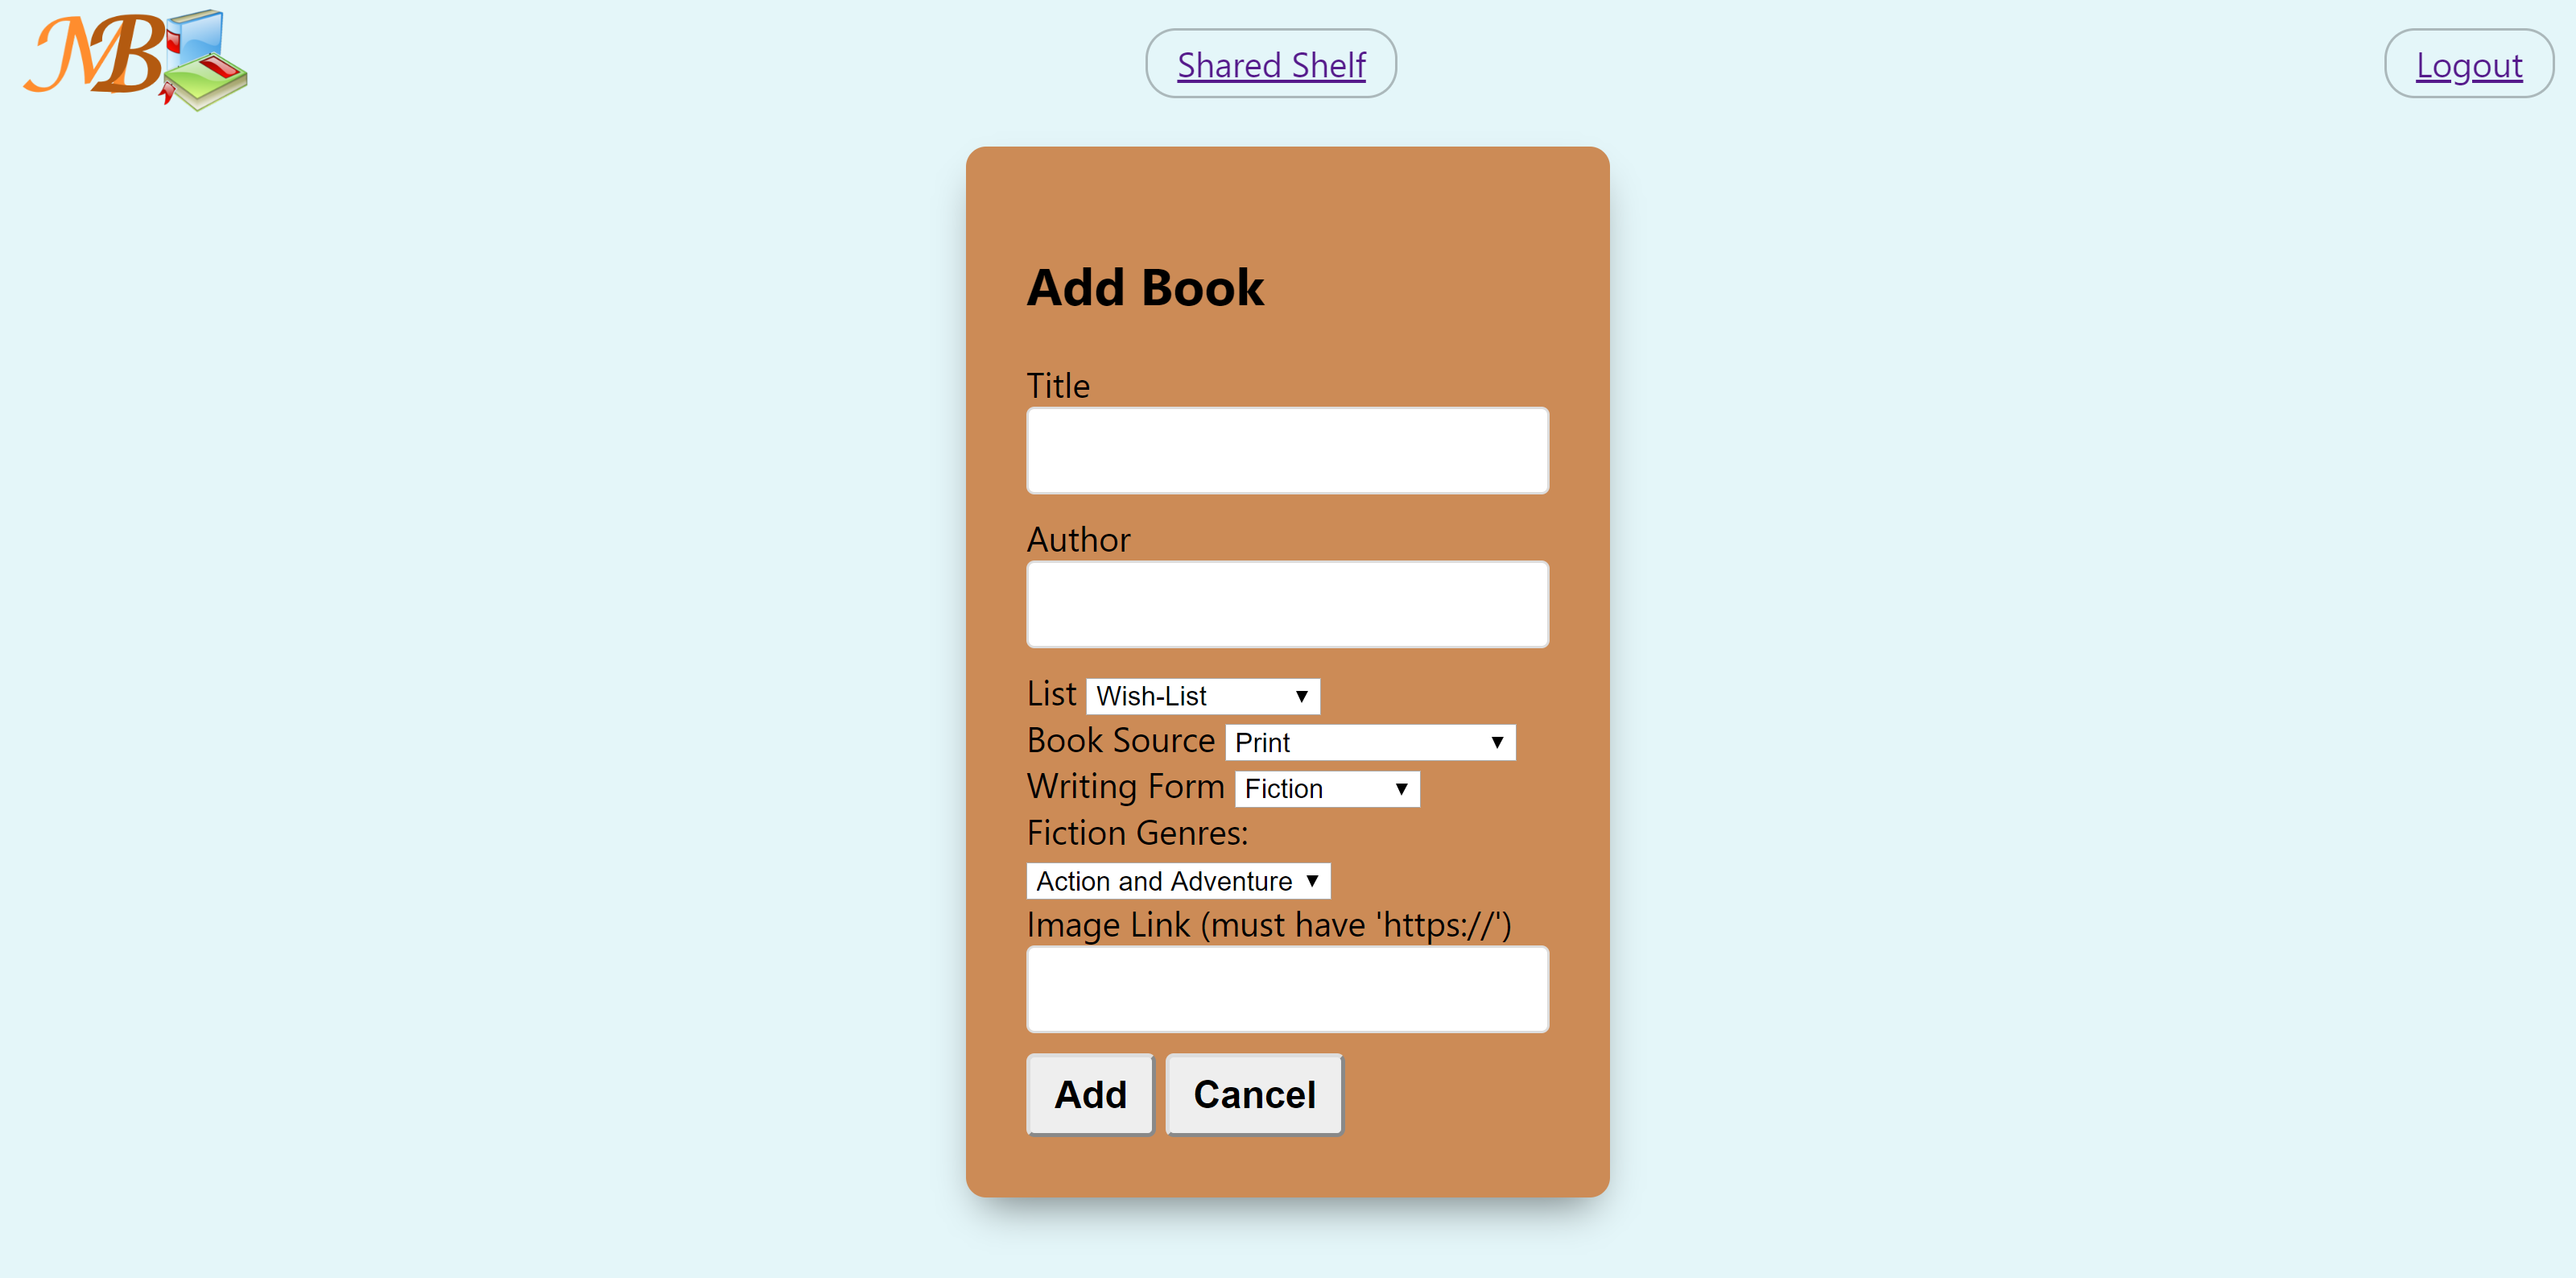 MB
Shared Shelf
Logout
Add Book
Title
Author
List Wish-List
Book Source Print
Writing Form Fiction
Fiction Genres:
Action and Adventure
Image Link (must have 'https://')
Add Cancel